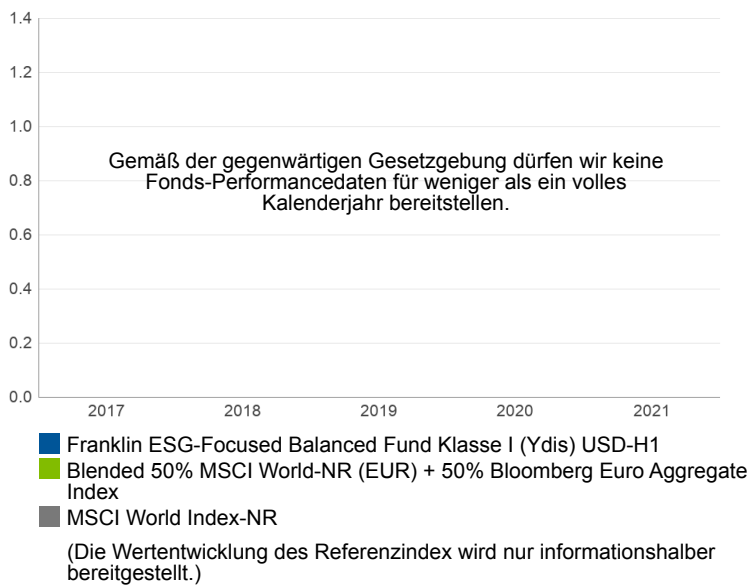 1.4
1.2
1.0
Gemäß der gegenwärtigen Gesetzgebung dürfen wir keine
Fonds-Performancedaten für weniger als ein volles
Kalenderjahr bereitstellen.
0.8
0.6
0.4
0.2
0.0
2017 2018 2019 2020 2021
Franklin ESG-Focused Balanced Fund Klasse I (Ydis) USD-H1
Blended 50% MSCI World-NR (EUR) + 50% Bloomberg Euro Aggregate
Index
MSCI World Index-NR
(Die Wertentwicklung des Referenzindex wird nur informationshalber
bereitgestellt.)